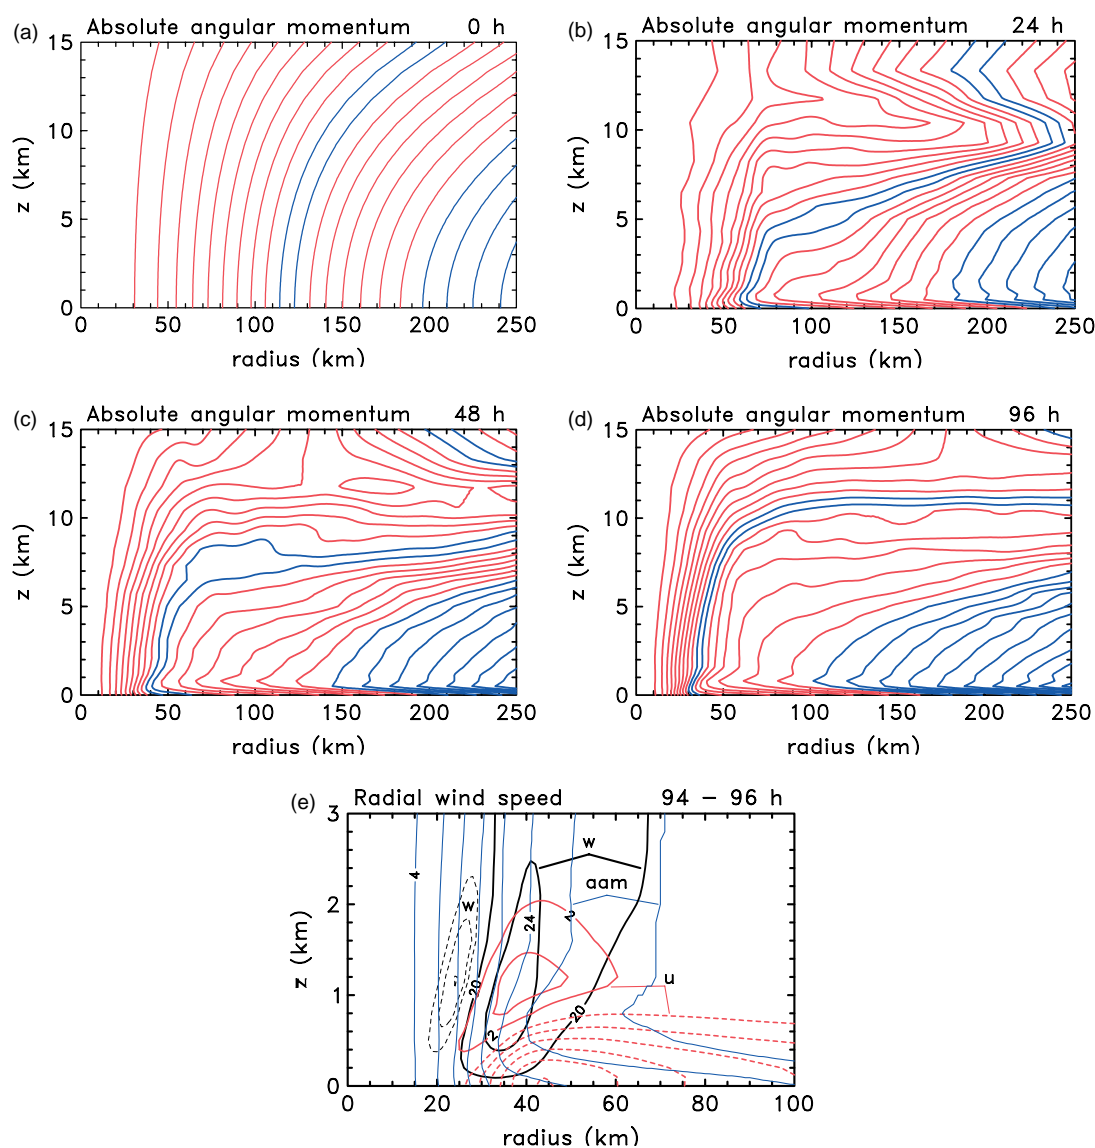 (a) Absolute angular momentum 0 h
15
10
5
0
z (km)
0 50 100 150 200 250
radius (km)
(b) Absolute angular momentum 24 h
15
10
5
0
z (km)
0 50 100 150 200 250
radius (km)
(c) Absolute angular momentum 48 h
15
10
5
0
z (km)
0 50 100 150 200 250
radius (km)
(d) Absolute angular momentum 96 h
15
10
5
0
z (km)
0 50 100 150 200 250
radius (km)
(e) Radial wind speed 94 – 96 h
3
2
1
0
z (km)
w
aam
4
w
24
2
u
20
20
2
0 20 40 60 80 100
radius (km)